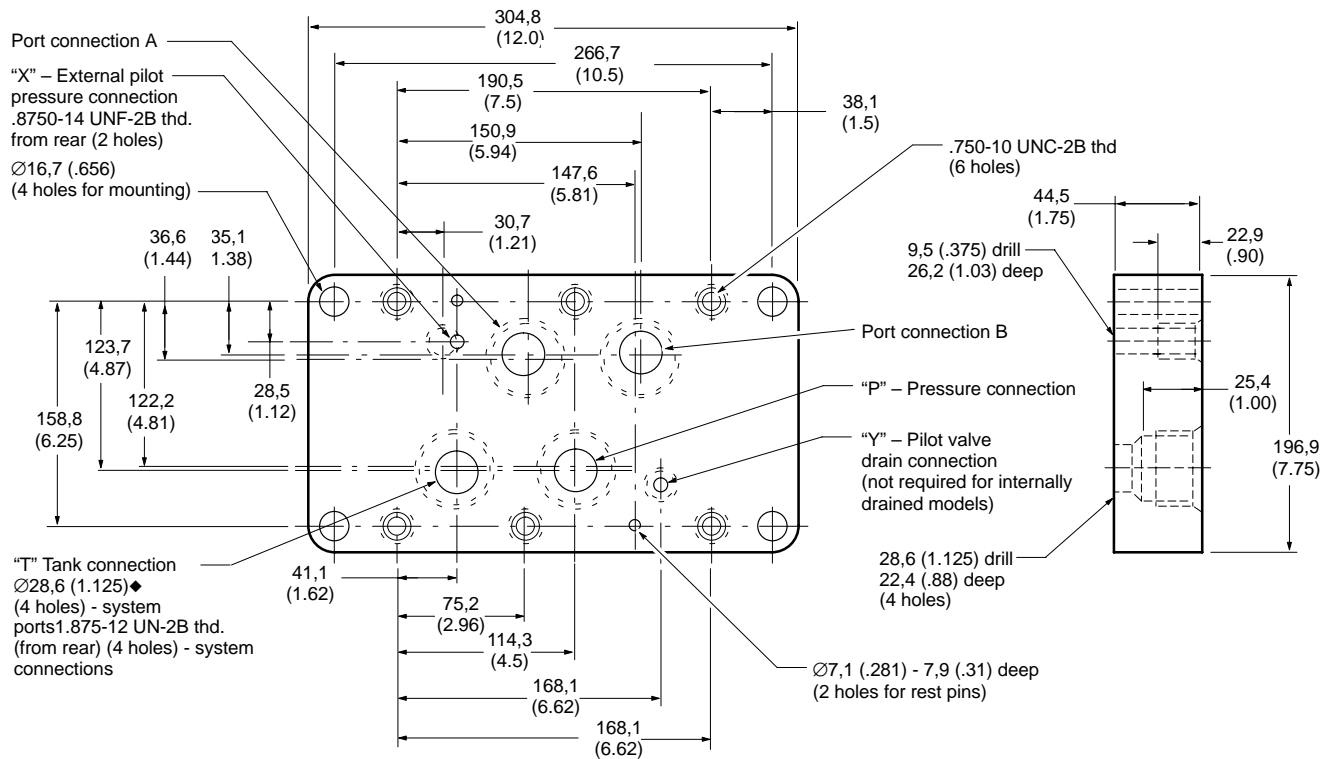 Port connection A
“X” – External pilot
pressure connection
.8750-14 UNF-2B thd.
from rear (2 holes)
∅16,7 (.656)
(4 holes for mounting)
304,8
(12.0)
266,7
(10.5)
190,5
(7.5)
38,1
(1.5)
150,9
(5.94)
147,6
(5.81)
30,7
(1.21)
.750-10 UNC-2B thd
(6 holes)
36,6
(1.44)
35,1
1.38)
123,7
(4.87)
122,2
(4.81)
28,5
(1.12)
158,8
(6.25)
44,5
(1.75)
22,9
(.90)
9,5 (.375) drill
26,2 (1.03) deep
Port connection B
“P” – Pressure connection
“Y” – Pilot valve
drain connection
(not required for internally
drained models)
25,4
(1.00)
196,9
(7.75)
28,6 (1.125) drill
22,4 (.88) deep
(4 holes)
“T” Tank connection
∅28,6 (1.125)◆
(4 holes) - system
ports1.875-12 UN-2B thd.
(from rear) (4 holes) - system
connections
41,1
(1.62)
75,2
(2.96)
114,3
(4.5)
168,1
(6.62)
168,1
(6.62)
∅7,1 (.281) - 7,9 (.31) deep
(2 holes for rest pins)